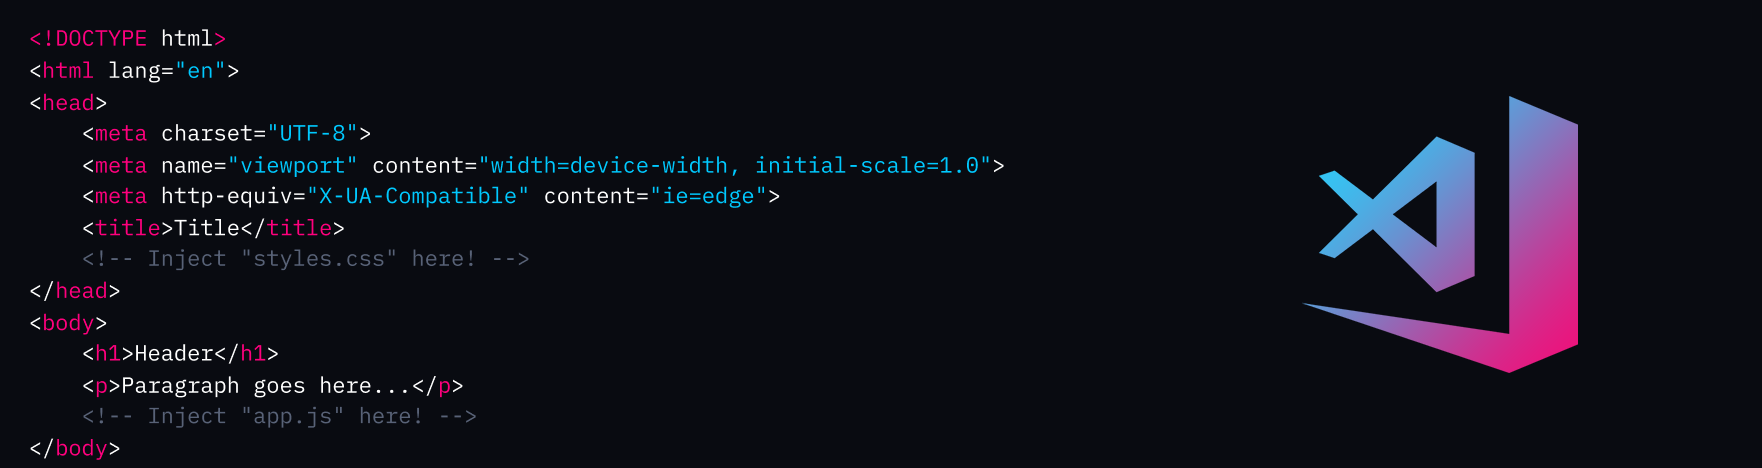 <!DOCTYPE html>
<html lang="en">
<head>
    <meta charset="UTF-8">
    <meta name="viewport" content="width=device-width, initial-scale=1.0">
    <meta http-equiv="X-UA-Compatible" content="ie=edge">
    <title>Title</title>
    <!-- Inject "styles.css" here! -->
</head>
<body>
    <h1>Header</h1>
    <p>Paragraph goes here...</p>
    <!-- Inject "app.js" here! -->
</body>